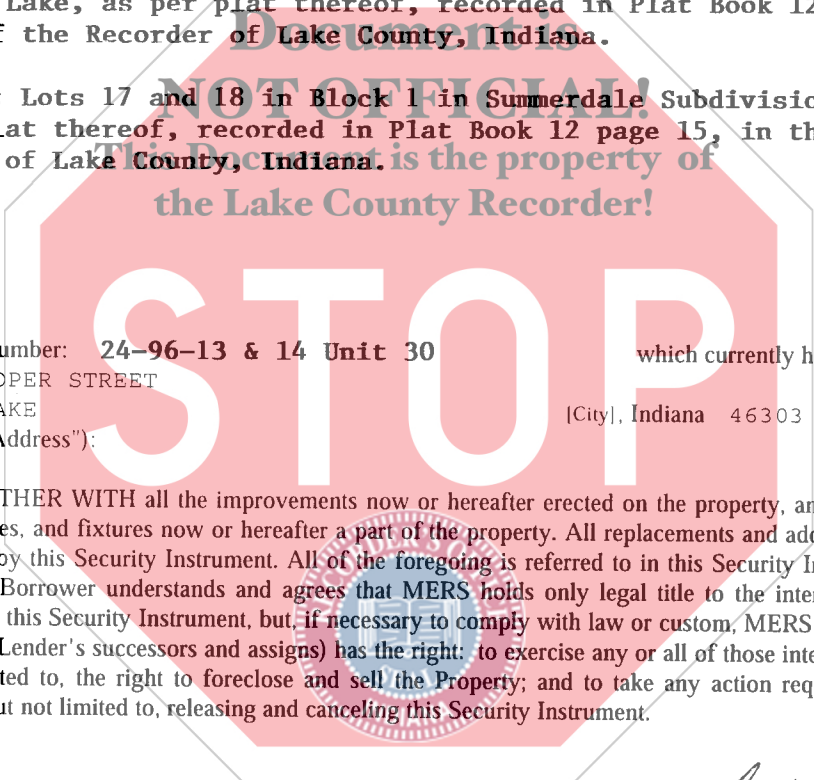 Lake, as per plat thereof, recorded in Plat Book 12
f the Recorder of Lake County, Indiana.
Document is
NOT OFFICIAL!
Lots 17 and 18 in Block 1 in Summerdale Subdivisio
lat thereof, recorded in Plat Book 12 page 15, in th
of Lake County, Indiana.
This Document is the property of
the Lake County Recorder!
STOP
umber: 24-96-13 & 14 Unit 30 which currently h
OPER STREET
AKE [City], Indiana 46303
Address"):
THER WITH all the improvements now or hereafter erected on the property, an
es, and fixtures now or hereafter a part of the property. All replacements and add
by this Security Instrument. All of the foregoing is referred to in this Security I
Borrower understands and agrees that MERS holds only legal title to the inter
this Security Instrument, but, if necessary to comply with law or custom, MERS
Lender's successors and assigns) has the right: to exercise any or all of those inte
ted to, the right to foreclose and sell the Property; and to take any action req
ut not limited to, releasing and canceling this Security Instrument.
RECORDER'S OFFICE
SEAL
INDIANA